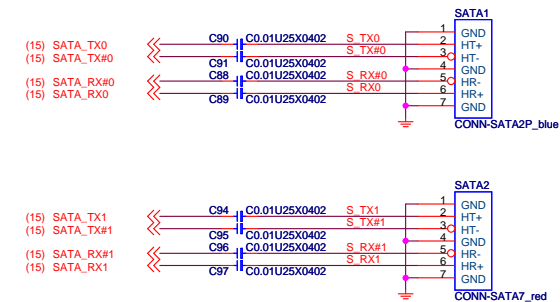 SATA1
C90 C0.01U25X0402 S_TX0 1 GND
(15) SATA_TX0 2 HT+
(15) SATA_TX#0 S_TX#0 3 HT-
C91 C0.01U25X0402 4 GND
C88 C0.01U25X0402 S_RX#0 5 HR-
(15) SATA_RX#0 S_RX0 6 HR+
(15) SATA_RX0 7 GND
C89 C0.01U25X0402
CONN-SATA2P_blue
SATA2
C94 C0.01U25X0402 S_TX1 1 GND
(15) SATA_TX1 2 HT+
(15) SATA_TX#1 S_TX#1 3 HT-
C95 C0.01U25X0402 4 GND
C96 C0.01U25X0402 S_RX#1 5 HR-
(15) SATA_RX#1 S_RX1 6 HR+
(15) SATA_RX1 7 GND
C97 C0.01U25X0402
CONN-SATA7_red